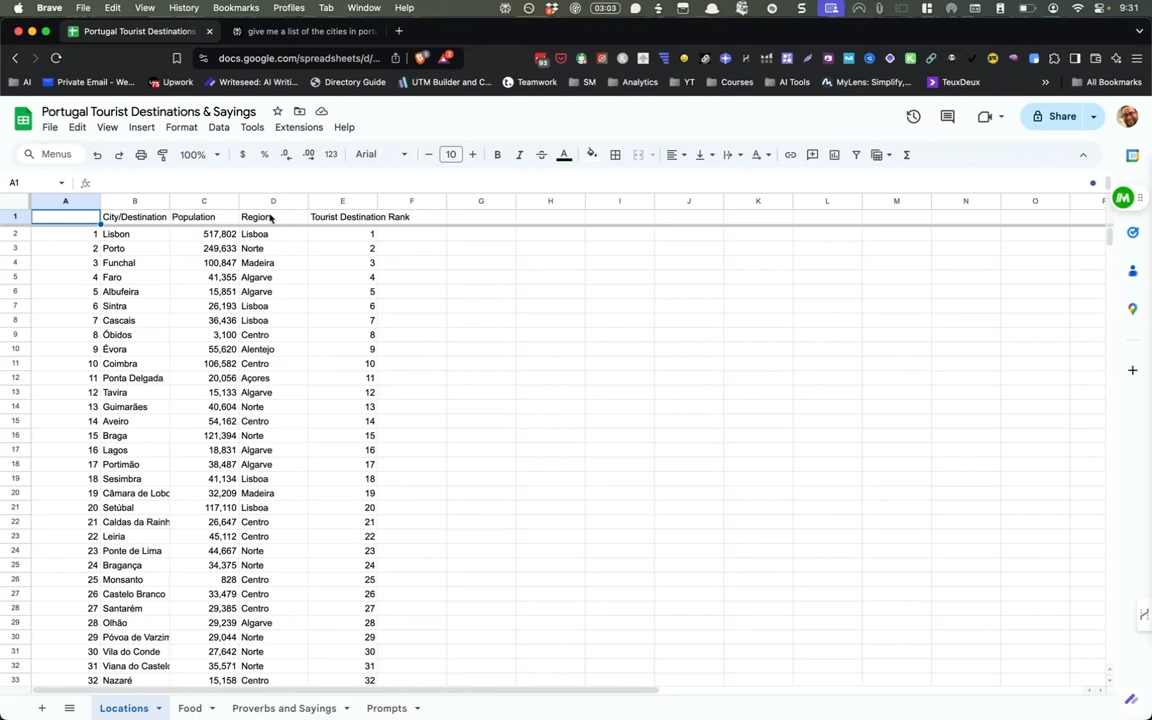 Brave File Edit View History Bookmarks Profiles Tab Window Help 03:03 9:31
Portugal Tourist Destinations give me a list of the cities in port
docs.google.com/spreadsheets/d/... 93
AI Private Email - We... Upwork Writeseed: AI Writi... Directory Guide UTM Builder and C... Teamwork SM Analytics YT Courses AI Tools MyLens: Simplify,... TeuxDeux All Bookmarks
Portugal Tourist Destinations & Sayings
File Edit View Insert Format Data Tools Extensions Help
Share
Menus 100% $ % .0 .00 123 Arial 10 B I A
A1 fx
A B C D E F G H I J K L M N O
1 City/Destination Population Region Tourist Destination Rank
2 1 Lisbon 517,802 Lisboa 1
3 2 Porto 249,633 Norte 2
4 3 Funchal 100,847 Madeira 3
5 4 Faro 41,355 Algarve 4
6 5 Albufeira 15,851 Algarve 5
7 6 Sintra 26,193 Lisboa 6
8 7 Cascais 36,436 Lisboa 7
9 8 Óbidos 3,100 Centro 8
10 9 Évora 55,620 Alentejo 9
11 10 Coimbra 106,582 Centro 10
12 11 Ponta Delgada 20,056 Açores 11
13 12 Tavira 15,133 Algarve 12
14 13 Guimarães 40,604 Norte 13
15 14 Aveiro 54,162 Centro 14
16 15 Braga 121,394 Norte 15
17 16 Lagos 18,831 Algarve 16
18 17 Portimão 38,487 Algarve 17
19 18 Sesimbra 41,134 Lisboa 18
20 19 Câmara de Lobo 32,209 Madeira 19
21 20 Setúbal 117,110 Lisboa 20
22 21 Caldas da Rainh 26,647 Centro 21
23 22 Leiria 45,112 Centro 22
24 23 Ponte de Lima 44,667 Norte 23
25 24 Bragança 34,375 Norte 24
26 25 Monsanto 828 Centro 25
27 26 Castelo Branco 33,479 Centro 26
28 27 Santarém 29,385 Centro 27
29 28 Olhão 29,239 Algarve 28
30 29 Póvoa de Varzim 29,044 Norte 29
31 30 Vila do Conde 27,642 Norte 30
32 31 Viana do Castelo 35,571 Norte 31
33 32 Nazaré 15,158 Centro 32
Locations Food Proverbs and Sayings Prompts